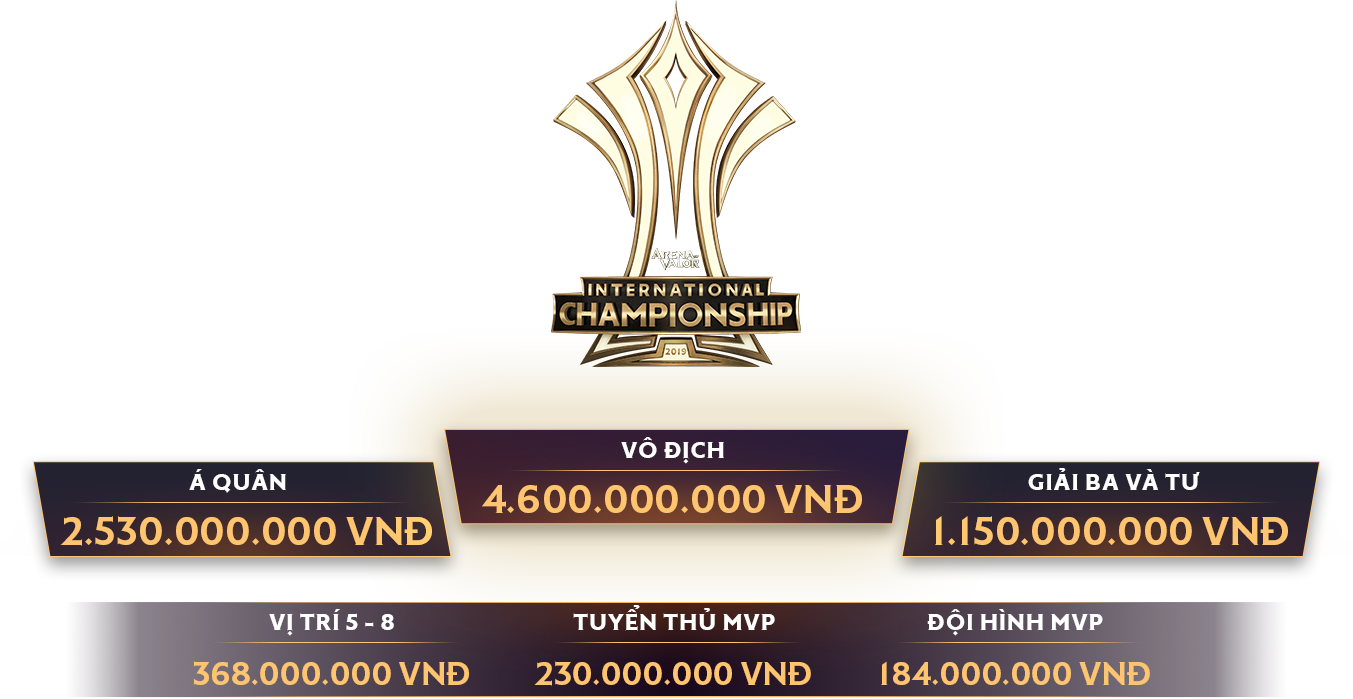 ARENA OF
VALOR
INTERNATIONAL
CHAMPIONSHIP
2019
VÔ ĐỊCH
4.600.000.000 VNĐ
Á QUÂN
2.530.000.000 VNĐ
GIẢI BA VÀ TƯ
1.150.000.000 VNĐ
VỊ TRÍ 5 - 8
368.000.000 VNĐ
TUYỂN THỦ MVP
230.000.000 VNĐ
ĐỘI HÌNH MVP
184.000.000 VNĐ